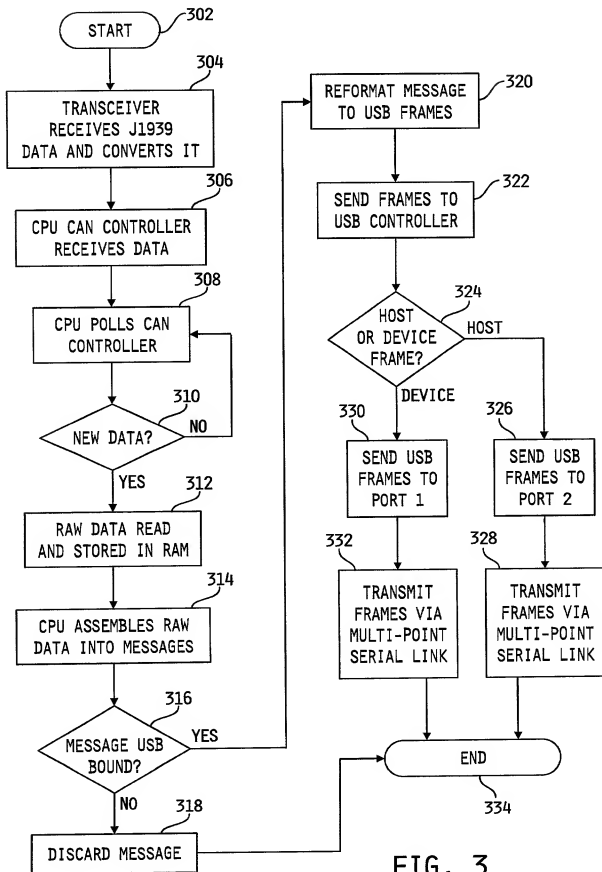 302
START
304
TRANSCEIVER
RECEIVES J1939
DATA AND CONVERTS IT
306
CPU CAN CONTROLLER
RECEIVES DATA
308
CPU POLLS CAN
CONTROLLER
310
NEW DATA?
NO
YES
312
RAW DATA READ
AND STORED IN RAM
314
CPU ASSEMBLES RAW
DATA INTO MESSAGES
316
MESSAGE USB
BOUND?
YES
NO
318
DISCARD MESSAGE
320
REFORMAT MESSAGE
TO USB FRAMES
322
SEND FRAMES TO
USB CONTROLLER
324
HOST
OR DEVICE
FRAME?
HOST
DEVICE
330
SEND USB
FRAMES TO
PORT 1
326
SEND USB
FRAMES TO
PORT 2
332
TRANSMIT
FRAMES VIA
MULTI-POINT
SERIAL LINK
328
TRANSMIT
FRAMES VIA
MULTI-POINT
SERIAL LINK
END
334
FIG. 3